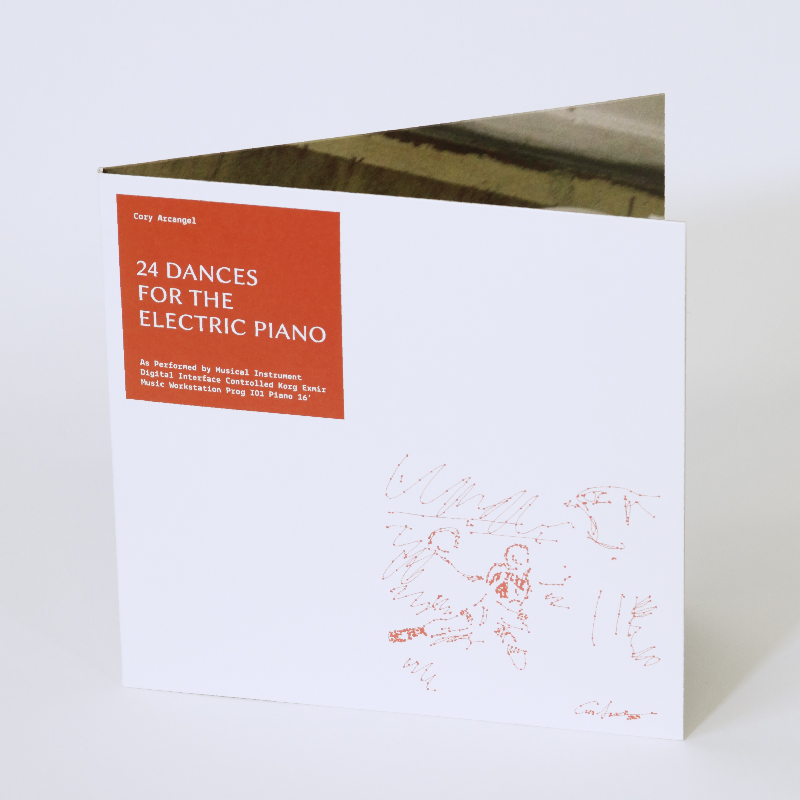 Cory Arcangel
24 DANCES
FOR THE
ELECTRIC PIANO
As Performed by Musical Instrument
Digital Interface Controlled Korg Exmir
Music Workstation Prog I01 Piano 16'